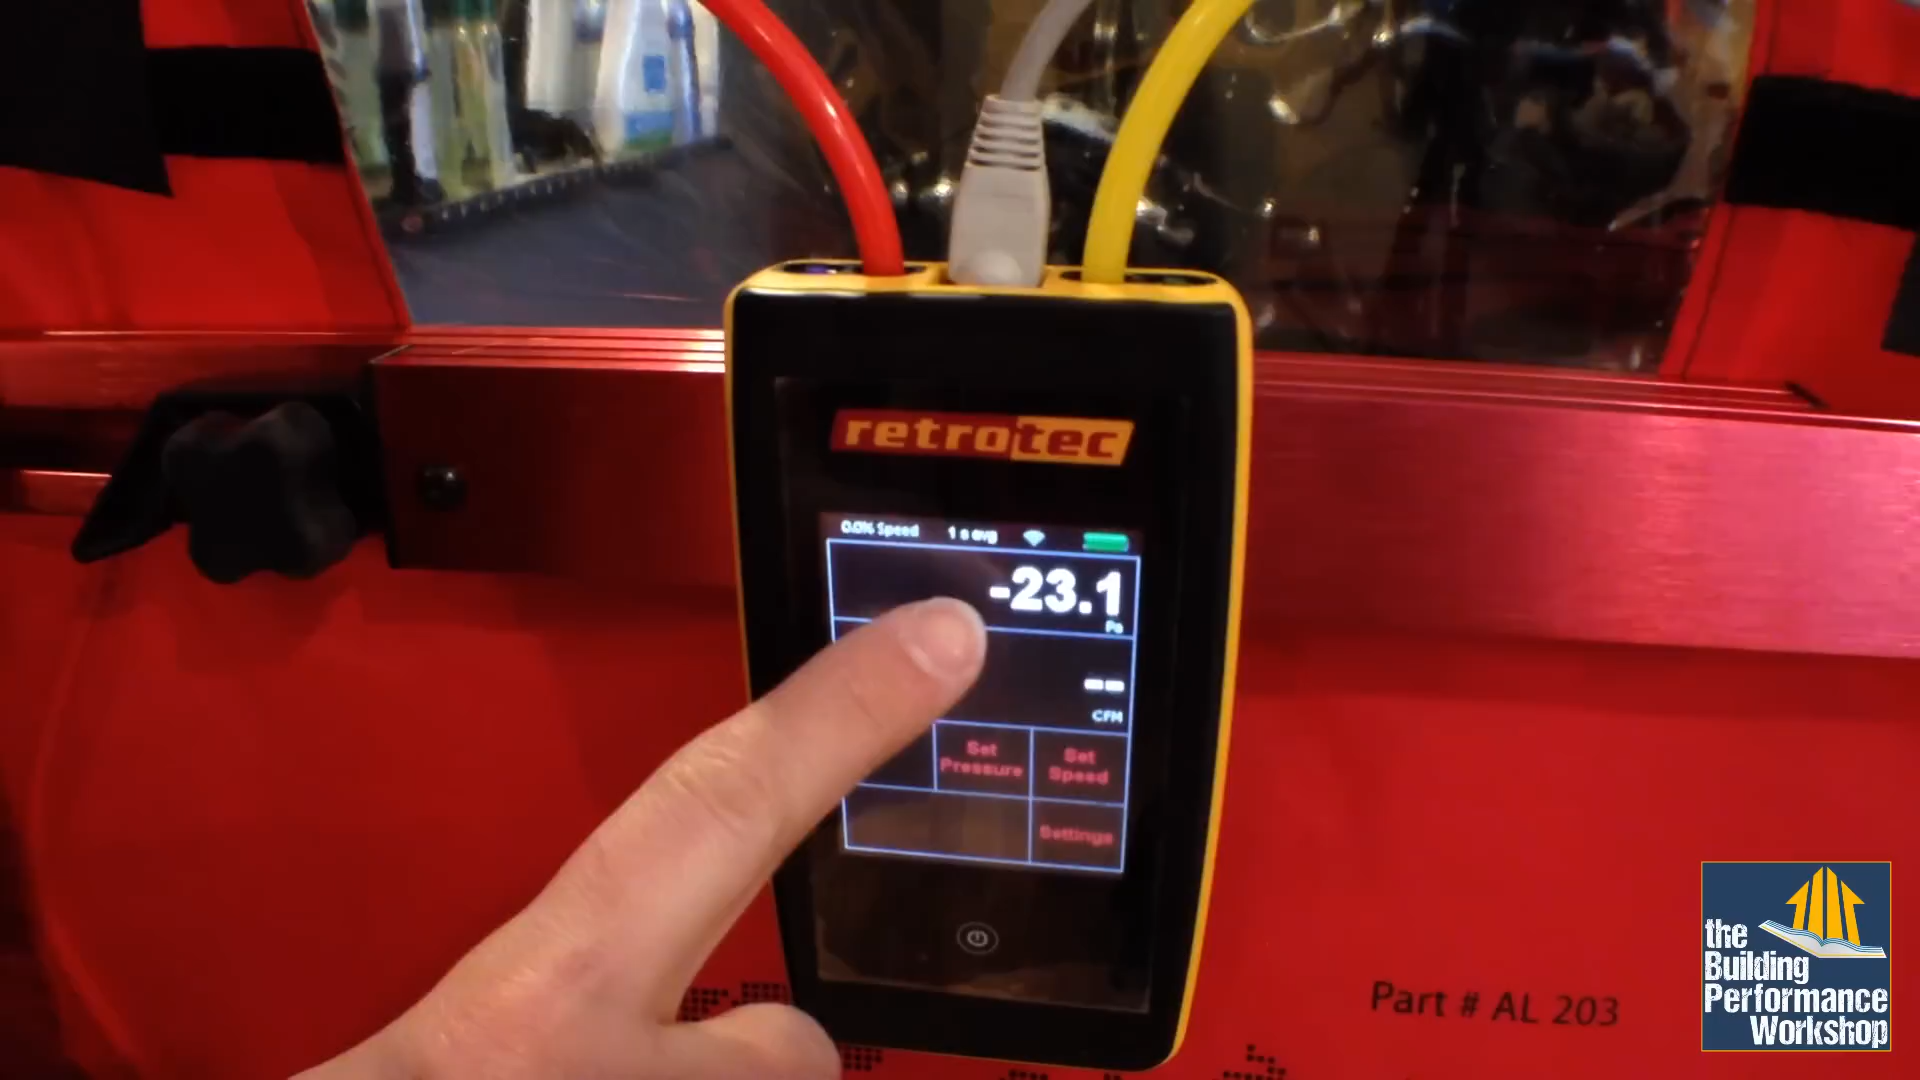 retrotec
0.0% Speed 1 s avg
-23.1
Pa
--
CFM
Set
Pressure
Set
Speed
Settings
Part # AL 203
the
Building
Performance
Workshop